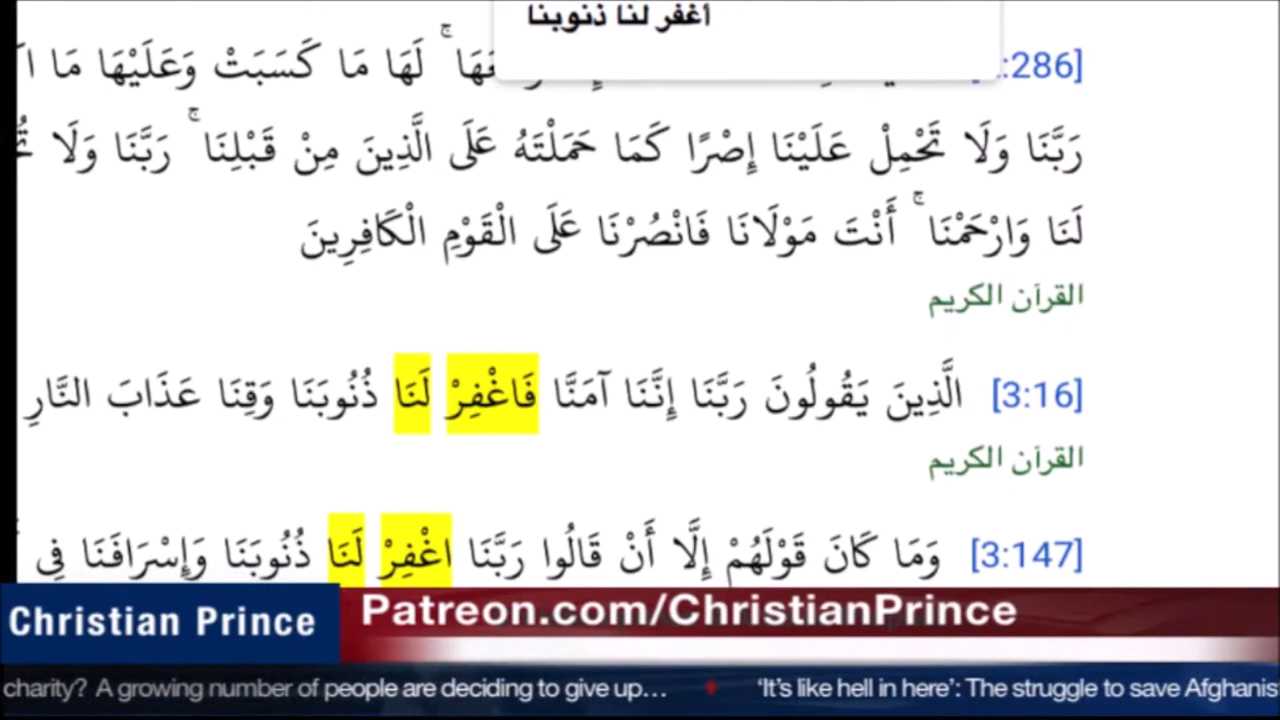 أغفر لنا ذنوبنا
:286] لَهَا مَا كَسَبَتْ وَعَلَيْهَا مَا
رَبَّنَا وَلَا تَحْمِلْ عَلَيْنَا إِصْرًا كَمَا حَمَلْتَهُ عَلَى الَّذِينَ مِنْ قَبْلِنَا ۚ رَبَّنَا وَلَا
لَنَا وَارْحَمْنَا ۚ أَنْتَ مَوْلَانَا فَانْصُرْنَا عَلَى الْقَوْمِ الْكَافِرِينَ
القرآن الكريم
[3:16] الَّذِينَ يَقُولُونَ رَبَّنَا إِنَّنَا آمَنَّا فَاغْفِرْ لَنَا ذُنُوبَنَا وَقِنَا عَذَابَ النَّارِ
القرآن الكريم
[3:147] وَمَا كَانَ قَوْلَهُمْ إِلَّا أَنْ قَالُوا رَبَّنَا اغْفِرْ لَنَا ذُنُوبَنَا وَإِسْرَافَنَا فِي
Christian Prince
Patreon.com/ChristianPrince
charity? A growing number of people are deciding to give up... ♦ 'It's like hell in here': The struggle to save Afghanis